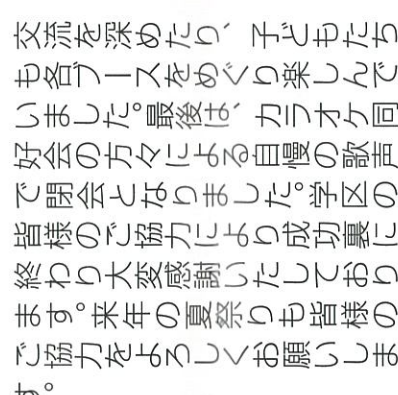 交流を深めたり、子どもたち
も各ブースをめぐり楽しんで
いました。最後は、カラオケ同
好会の方々による自慢の歌声
で閉会となりました。学区の
皆様のご協力により成功裏に
終わり大変感謝いたしており
ます。来年の夏祭りも皆様の
ご協力をよろしくお願いしま
す。